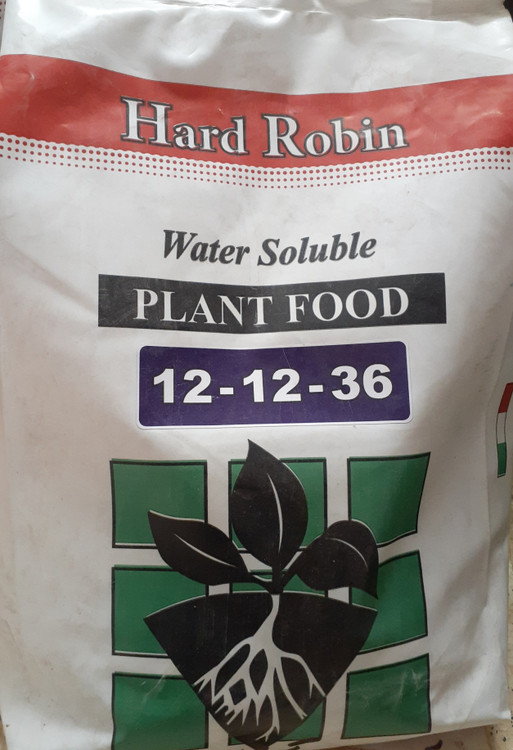 Hard Robin
Water Soluble
PLANT FOOD
12-12-36